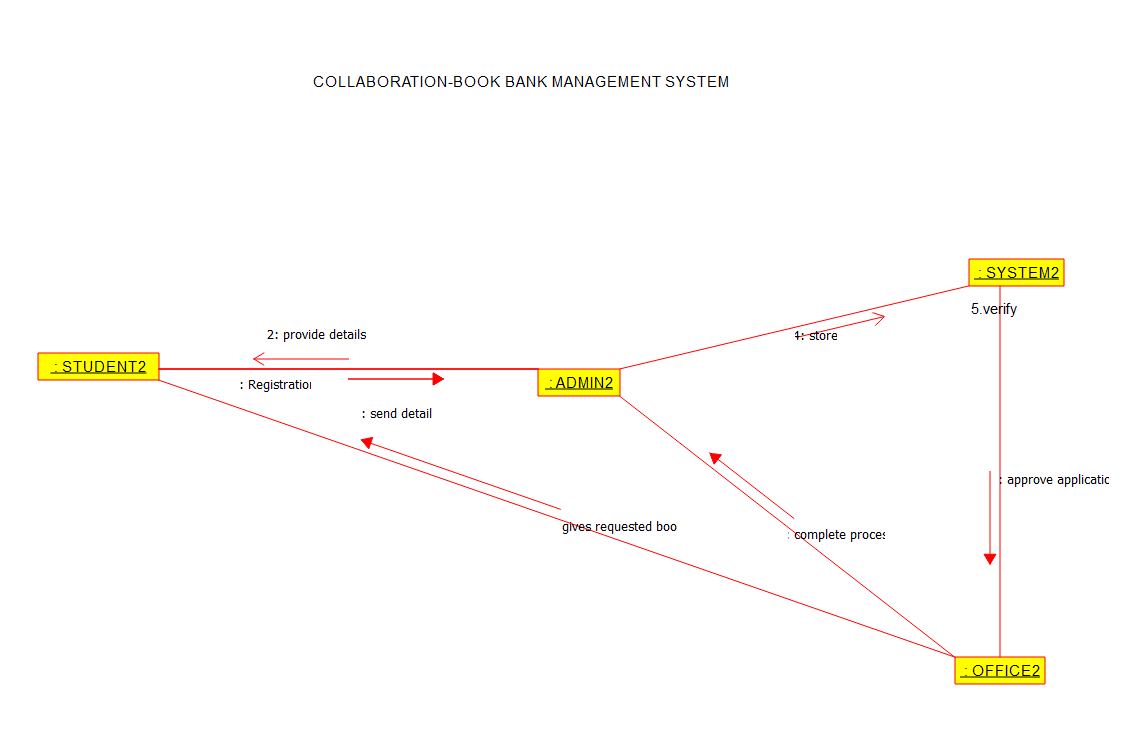 COLLABORATION-BOOK BANK MANAGEMENT SYSTEM
: SYSTEM2
5.verify
2: provide details
4: store
: STUDENT2
: Registration
: ADMIN2
: send detail
: approve applicatic
gives requested boo
: complete proces
: OFFICE2